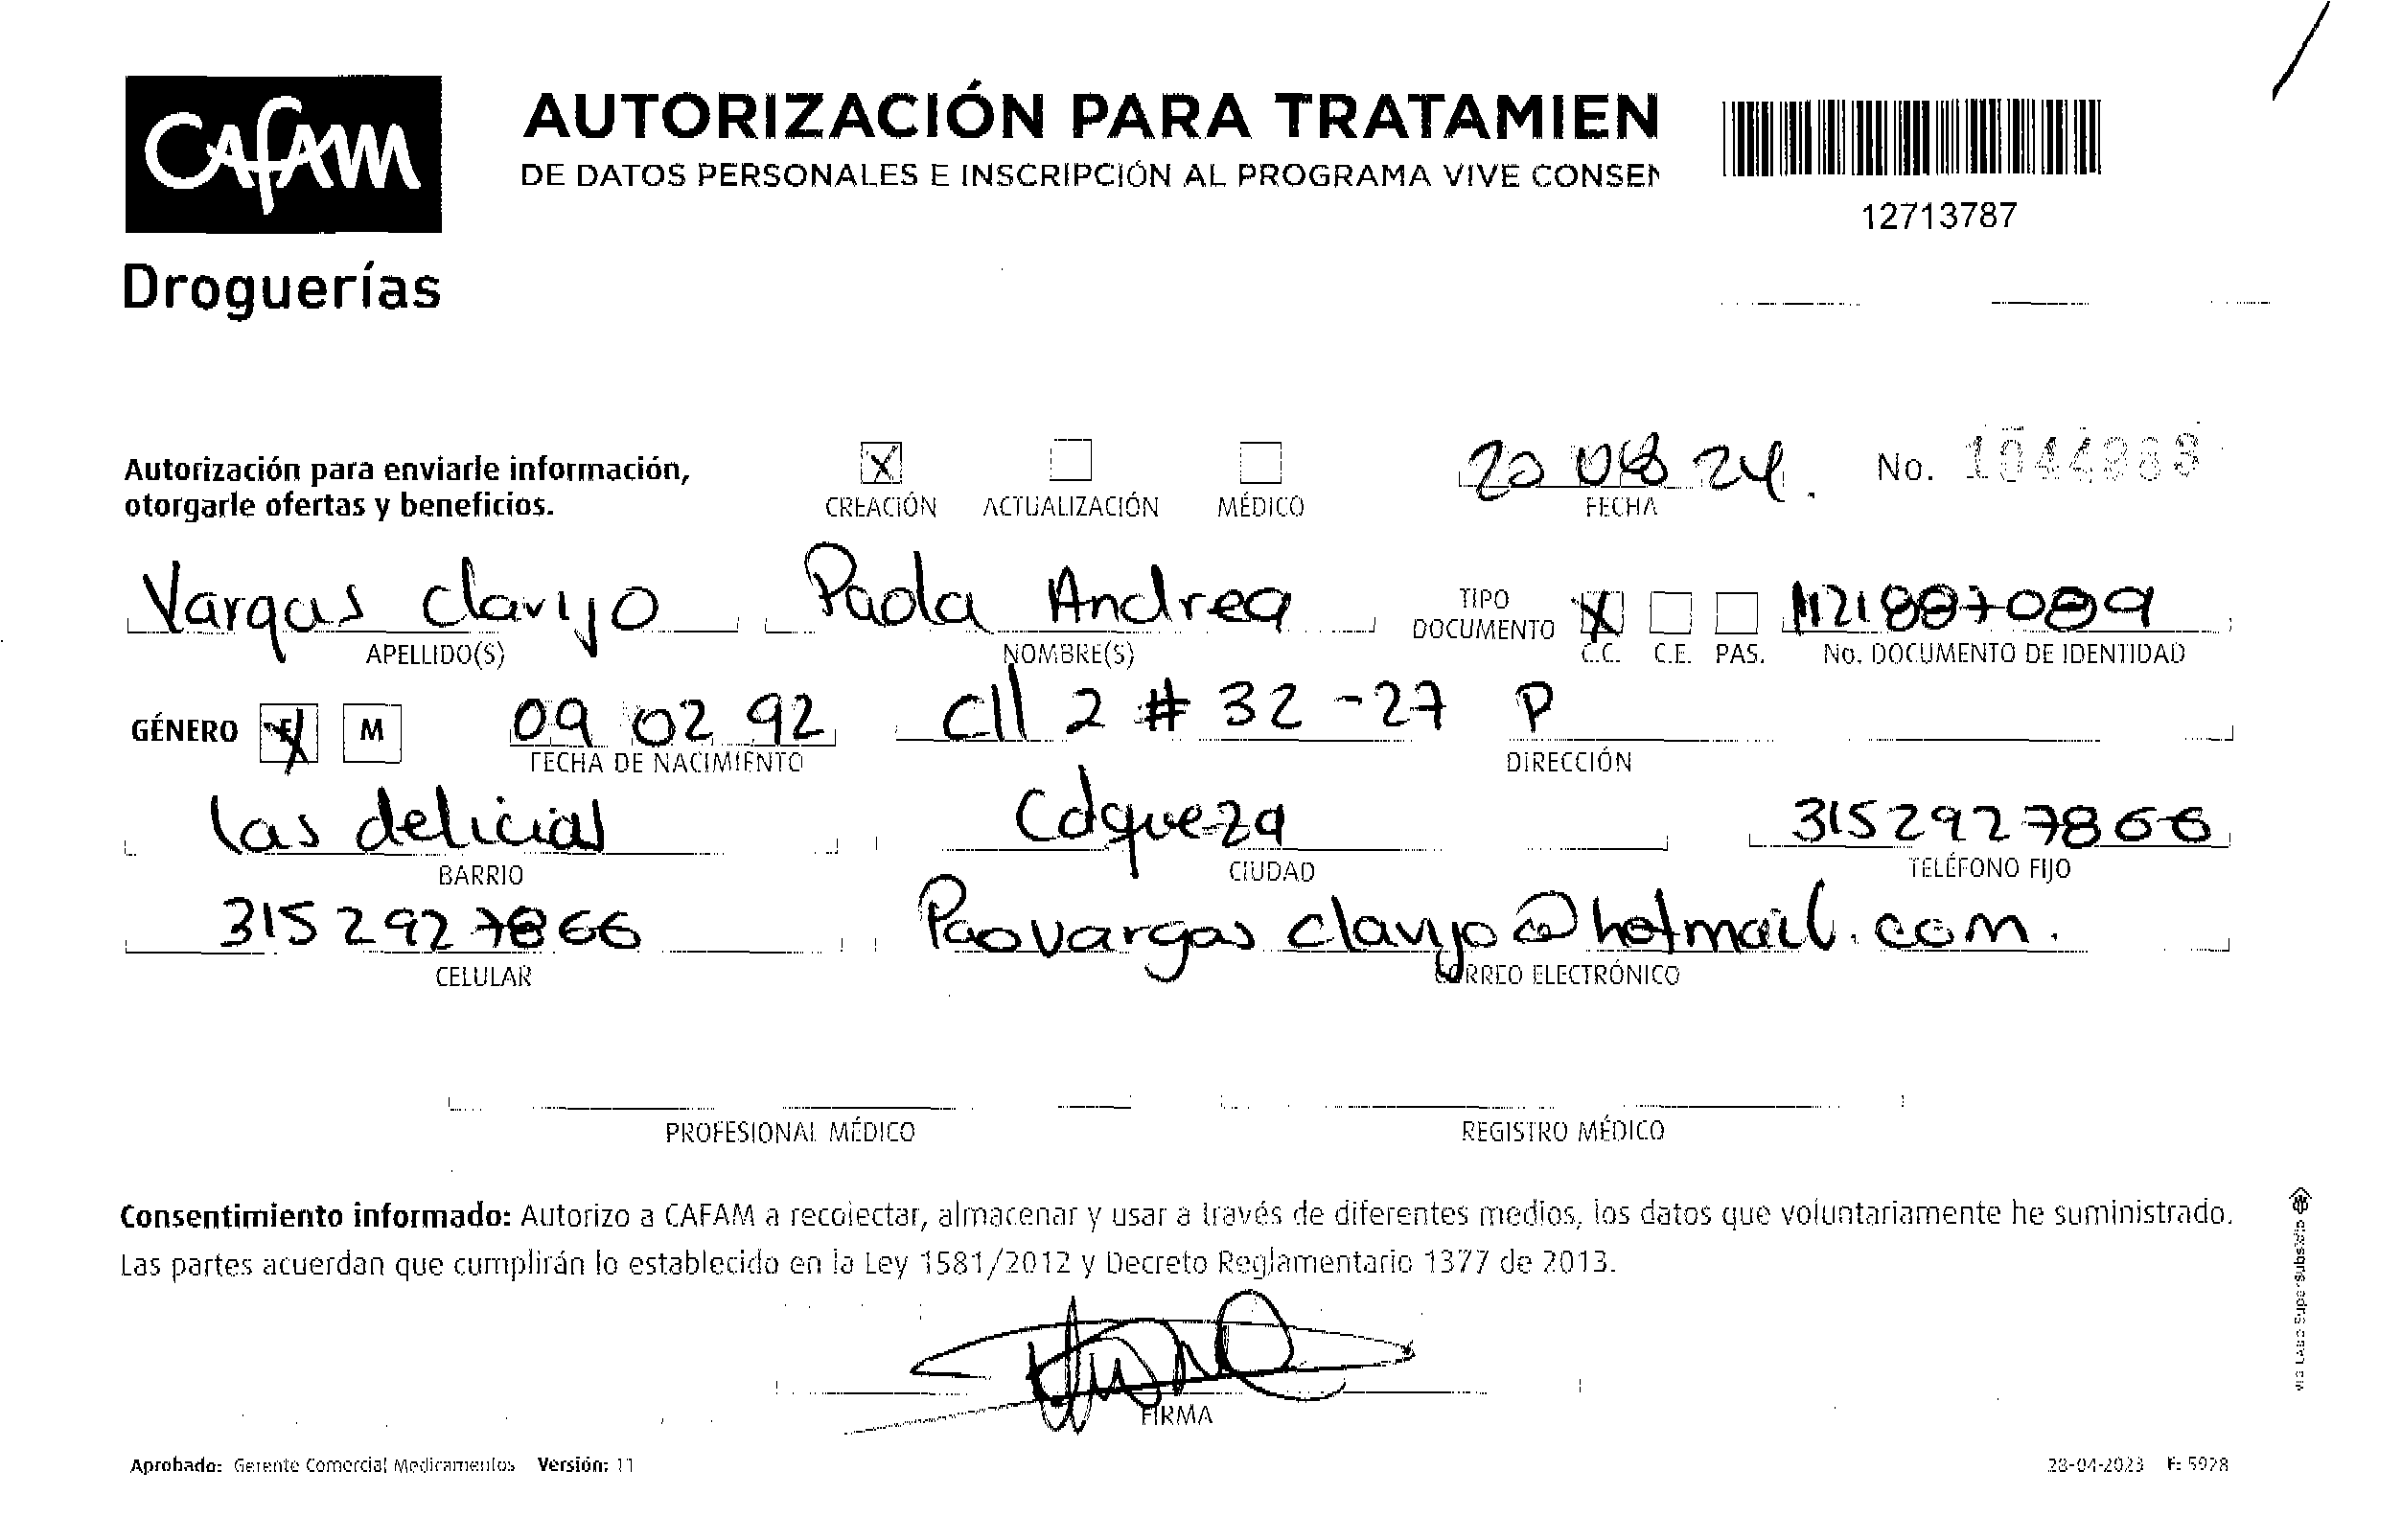 CAFAM
Droguerías
AUTORIZACIÓN PARA TRATAMIEN
DE DATOS PERSONALES E INSCRIPCIÓN AL PROGRAMA VIVE CONSEN
12713787
Autorización para enviarle información,
otorgarle ofertas y beneficios.
X CREACIÓN ACTUALIZACIÓN MÉDICO
20 08 24.
FECHA
No. 1044983
Vargas clavijo Paola Andrea TIPO DOCUMENTO X 1121887089
APELLIDO(S) NOMBRE(S) C.C. C.E. PAS. No. DOCUMENTO DE IDENTIDAD
GÉNERO F M 09 02 92 Cll 2 # 32 - 27 P
FECHA DE NACIMIENTO DIRECCIÓN
las delicias Cáqueza 3152927866
BARRIO CIUDAD TELÉFONO FIJO
315 292 7866 Paovargas clavijo@hotmail.com.
CELULAR CORREO ELECTRÓNICO
PROFESIONAL MÉDICO REGISTRO MÉDICO
Consentimiento informado: Autorizo a CAFAM a recolectar, almacenar y usar a través de diferentes medios, los datos que voluntariamente he suministrado.
Las partes acuerdan que cumplirán lo establecido en la Ley 1581/2012 y Decreto Reglamentario 1377 de 2013.
FIRMA
Aprobado: Gerente Comercial Medicamentos Versión: 11
28-04-2023 F: 5928